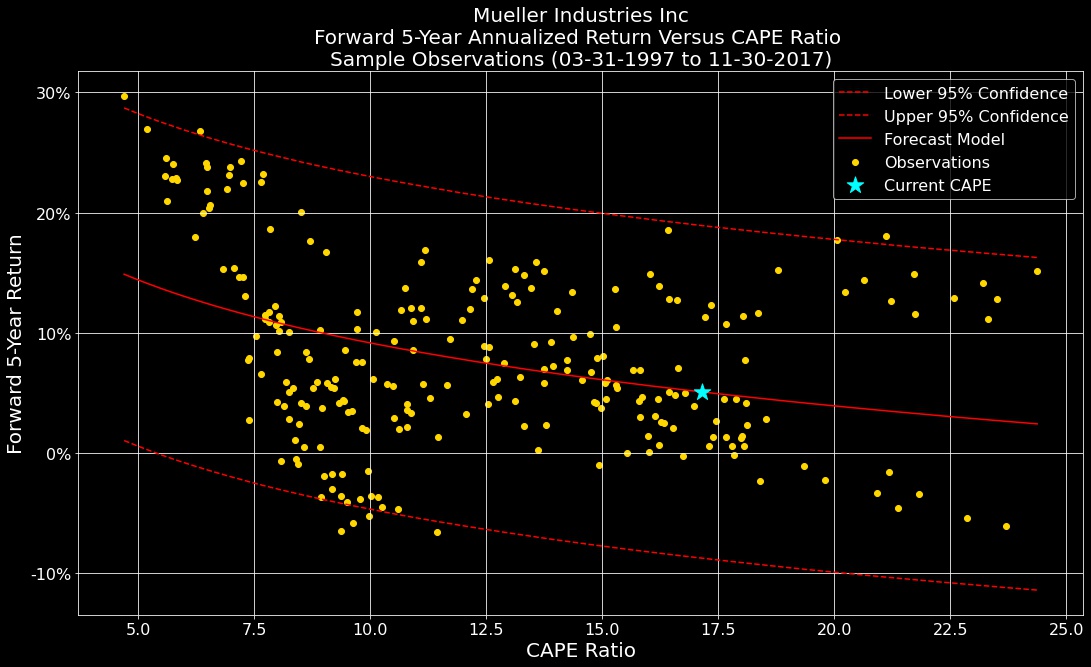 Mueller Industries Inc
Forward 5-Year Annualized Return Versus CAPE Ratio
Sample Observations (03-31-1997 to 11-30-2017)
Lower 95% Confidence
Upper 95% Confidence
Forecast Model
Observations
Current CAPE
Forward 5-Year Return
30%
20%
10%
0%
-10%
5.0 7.5 10.0 12.5 15.0 17.5 20.0 22.5 25.0
CAPE Ratio